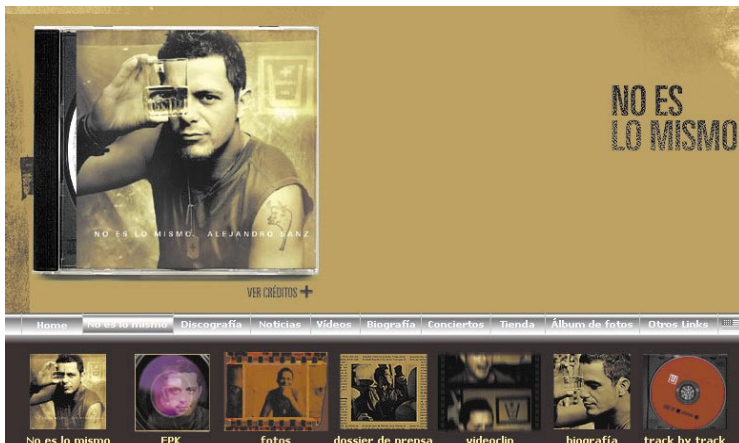 NO ES
LO MISMO
NO ES LO MISMO. ALEJANDRO SANZ
VER CRÉDITOS +
Home No es lo mismo Discografía Noticias Vídeos Biografía Conciertos Tienda Álbum de fotos Otros Links
No es lo mismo EPK fotos dossier de prensa videoclip biografía track by track